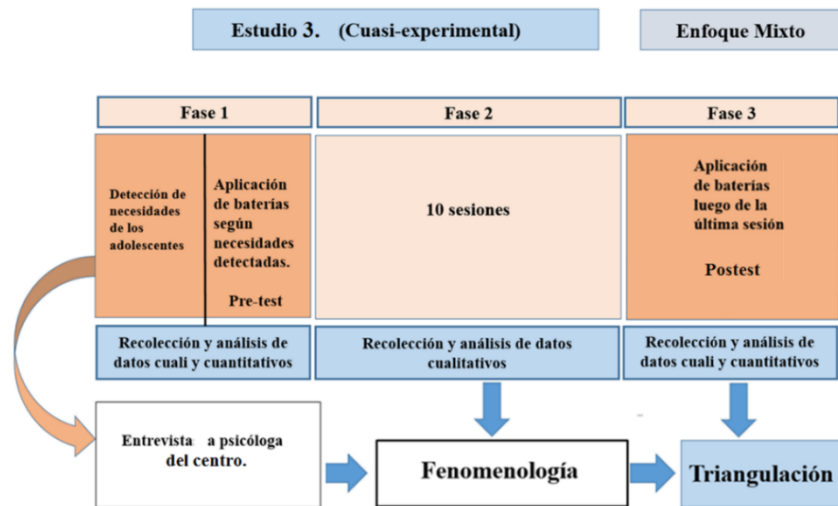 Estudio 3. (Cuasi-experimental)
Enfoque Mixto
Fase 1
Fase 2
Fase 3
Detección de
necesidades
de los
adolescentes
Aplicación
de baterías
según
necesidades
detectadas.
Pre-test
10 sesiones
Aplicación
de baterías
luego de la
última sesión
Postest
Recolección y análisis de
datos cuali y cuantitativos
Recolección y análisis de datos
cualitativos
Recolección y análisis de
datos cuali y cuantitativos
Entrevista a psicóloga
del centro.
Fenomenología
Triangulación